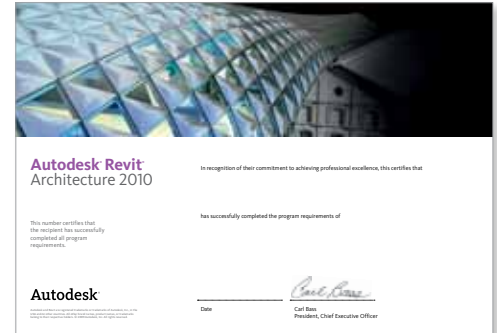 Autodesk® Revit®
Architecture 2010
In recognition of their commitment to achieving professional excellence, this certifies that
has successfully completed the program requirements of
This number certifies that
the recipient has successfully
completed all program
requirements.
Autodesk®
Carl Bass
Date
Carl Bass
President, Chief Executive Officer